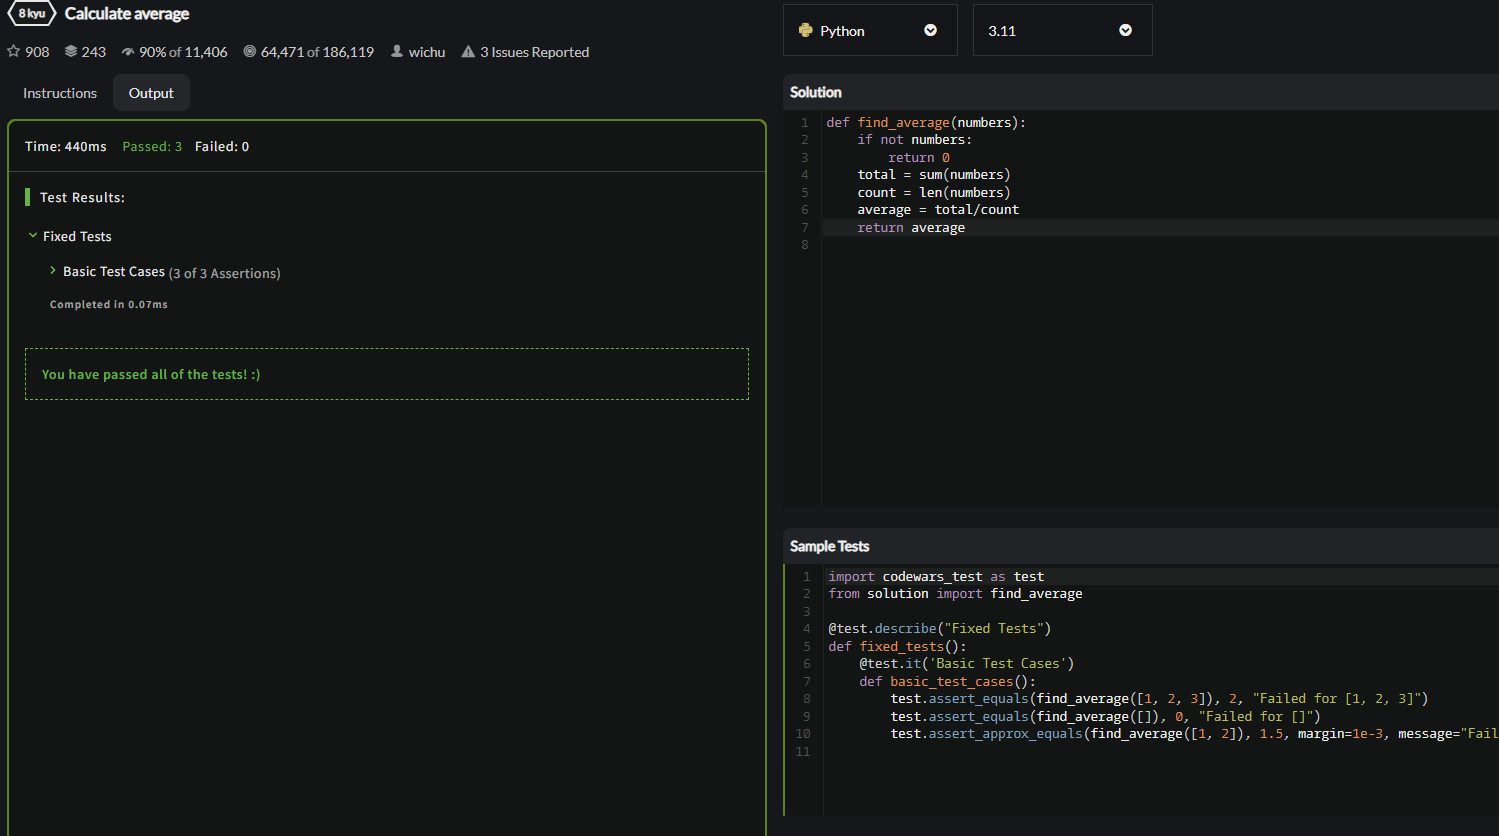 8 kyu Calculate average
908 243 90% of 11,406 64,471 of 186,119 wichu 3 Issues Reported
Instructions Output
Time: 440ms Passed: 3 Failed: 0
Test Results:
Fixed Tests
Basic Test Cases (3 of 3 Assertions)
Completed in 0.07ms
You have passed all of the tests! :)
Python 3.11
Solution
1 def find_average(numbers):
2     if not numbers:
3         return 0
4     total = sum(numbers)
5     count = len(numbers)
6     average = total/count
7     return average
8
Sample Tests
1 import codewars_test as test
2 from solution import find_average
3
4 @test.describe("Fixed Tests")
5 def fixed_tests():
6     @test.it('Basic Test Cases')
7     def basic_test_cases():
8         test.assert_equals(find_average([1, 2, 3]), 2, "Failed for [1, 2, 3]")
9         test.assert_equals(find_average([]), 0, "Failed for []")
10         test.assert_approx_equals(find_average([1, 2]), 1.5, margin=1e-3, message="Fail
11